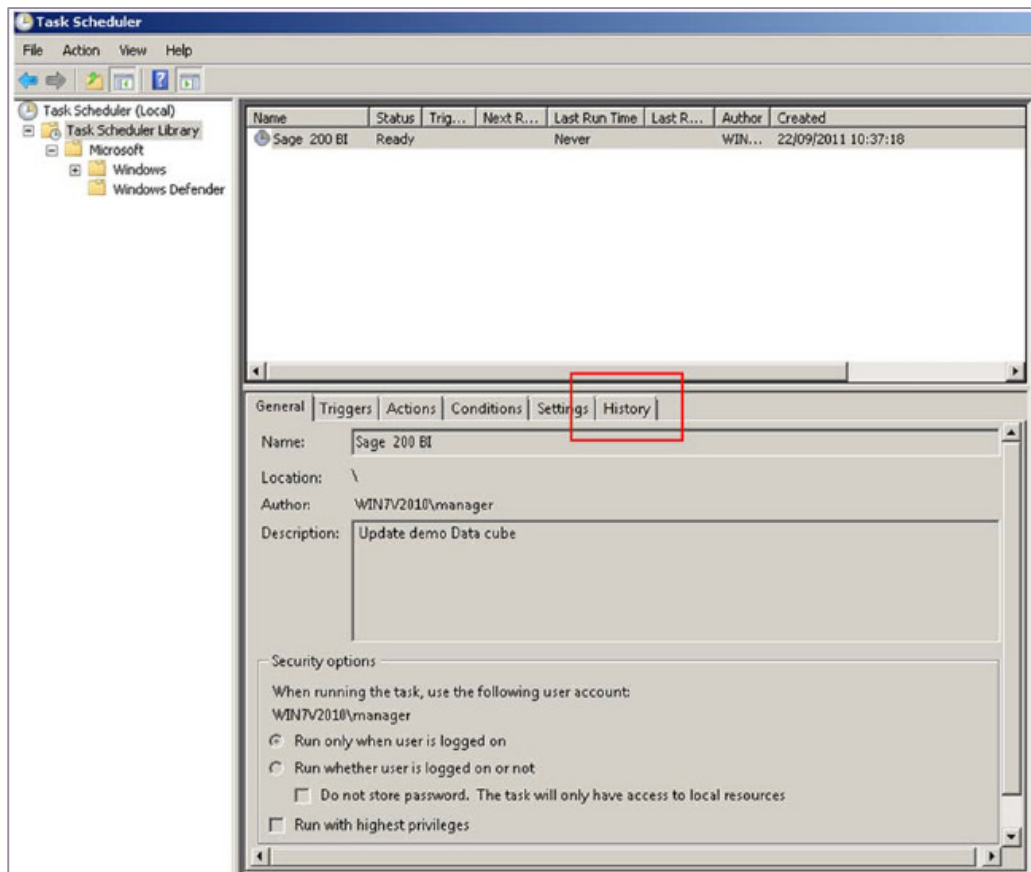 Task Scheduler
File Action View Help
Task Scheduler (Local)
Task Scheduler Library
Microsoft
Windows
Windows Defender
Name Status Trig... Next R... Last Run Time Last R... Author Created
Sage 200 BI Ready Never WIN... 22/09/2011 10:37:18
General Triggers Actions Conditions Settings History
Name: Sage 200 BI
Location: \
Author: WIN7V2010\manager
Description: Update demo Data cube
Security options
When running the task, use the following user account:
WIN7V2010\manager
Run only when user is logged on
Run whether user is logged on or not
Do not store password. The task will only have access to local resources
Run with highest privileges